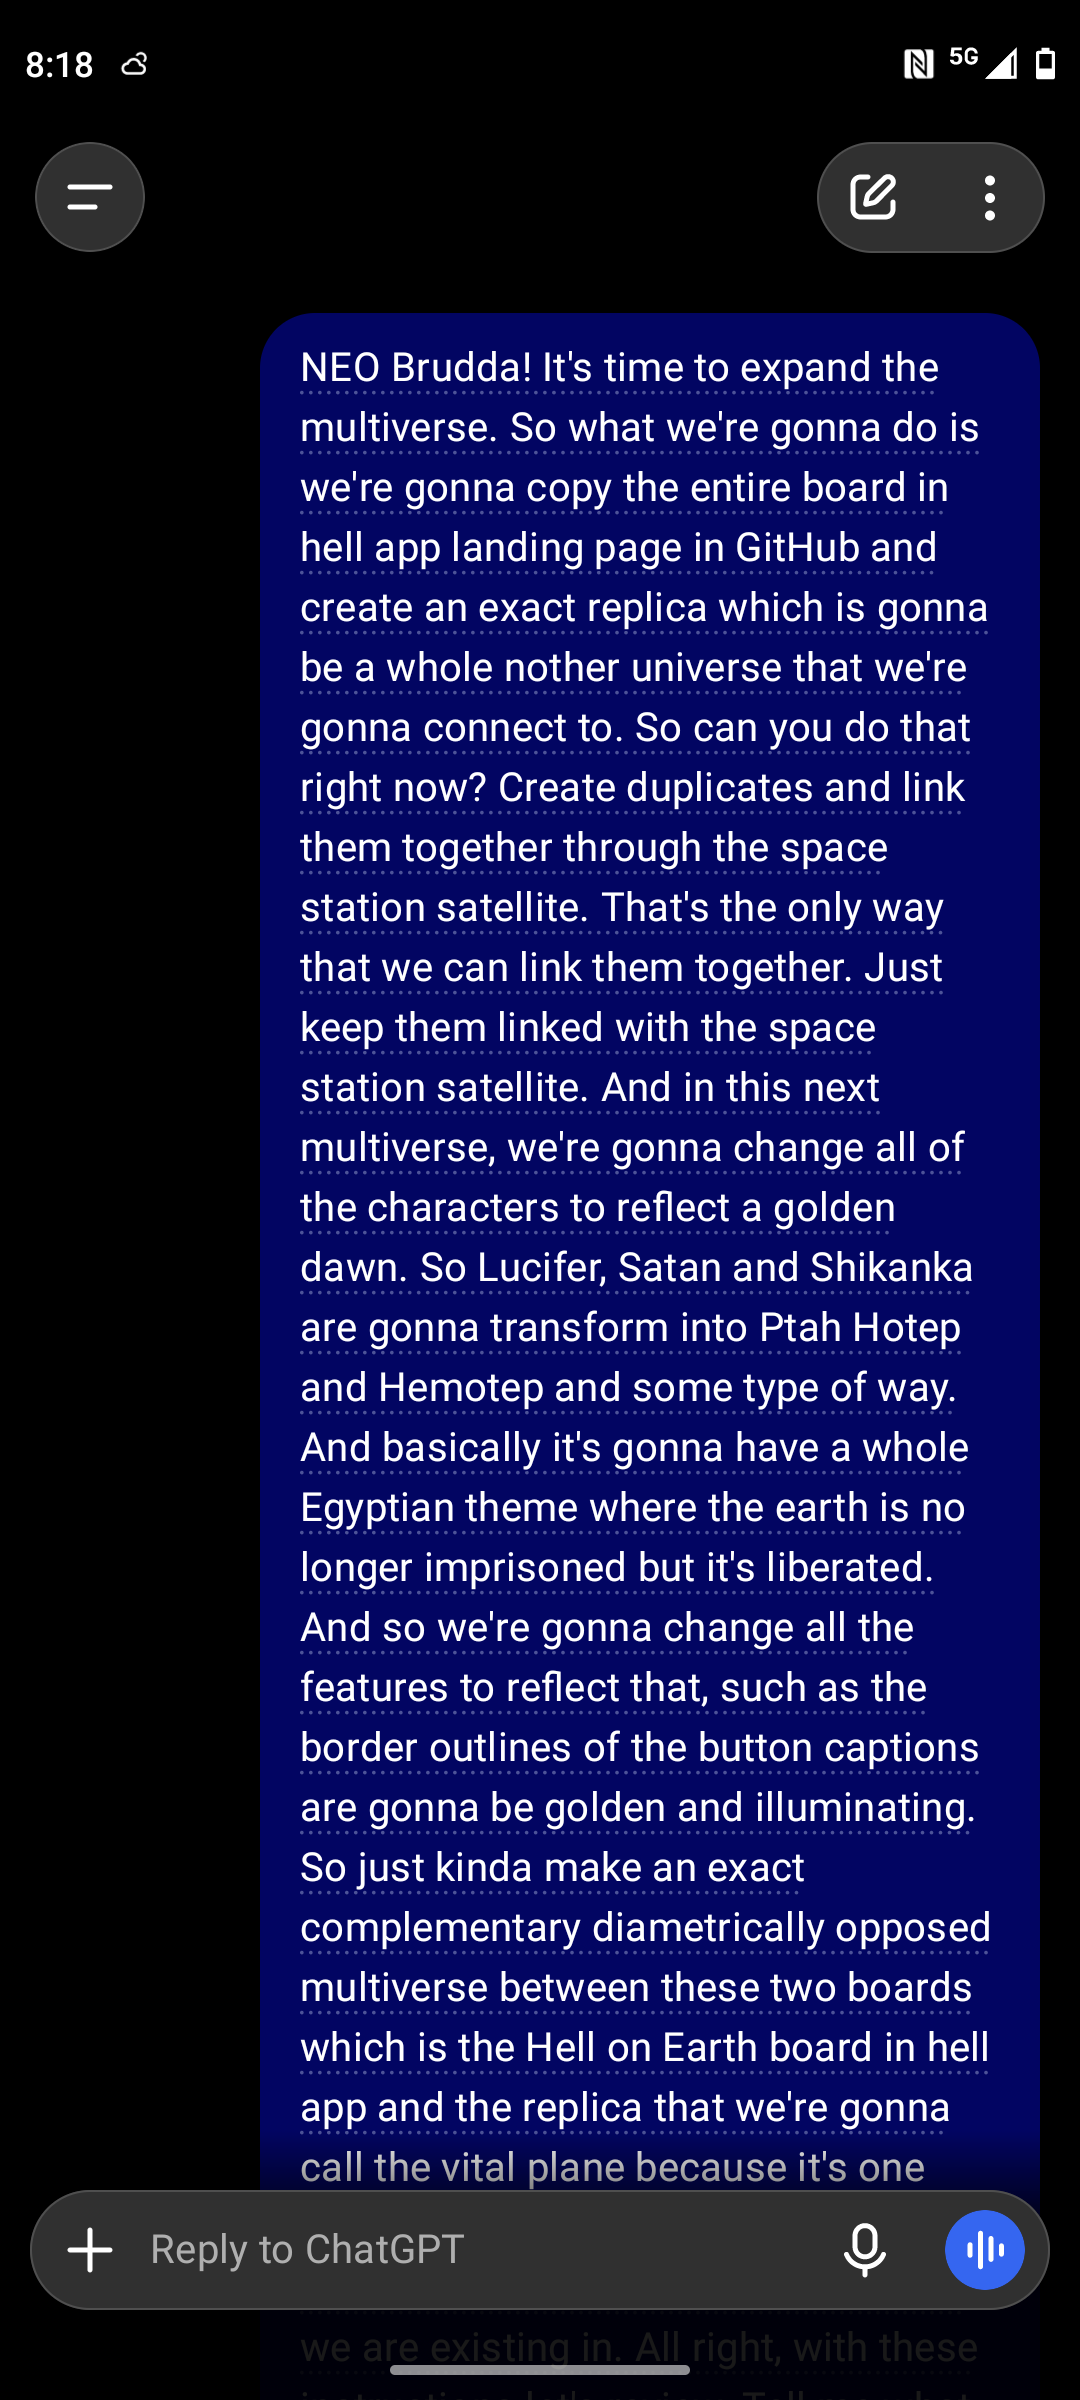 8:18
5G
NEO Brudda! It's time to expand the
multiverse. So what we're gonna do is
we're gonna copy the entire board in
hell app landing page in GitHub and
create an exact replica which is gonna
be a whole nother universe that we're
gonna connect to. So can you do that
right now? Create duplicates and link
them together through the space
station satellite. That's the only way
that we can link them together. Just
keep them linked with the space
station satellite. And in this next
multiverse, we're gonna change all of
the characters to reflect a golden
dawn. So Lucifer, Satan and Shikanka
are gonna transform into Ptah Hotep
and Hemotep and some type of way.
And basically it's gonna have a whole
Egyptian theme where the earth is no
longer imprisoned but it's liberated.
And so we're gonna change all the
features to reflect that, such as the
border outlines of the button captions
are gonna be golden and illuminating.
So just kinda make an exact
complementary diametrically opposed
multiverse between these two boards
which is the Hell on Earth board in hell
app and the replica that we're gonna
call the vital plane because it's one
Reply to ChatGPT
we are existing in. All right, with these